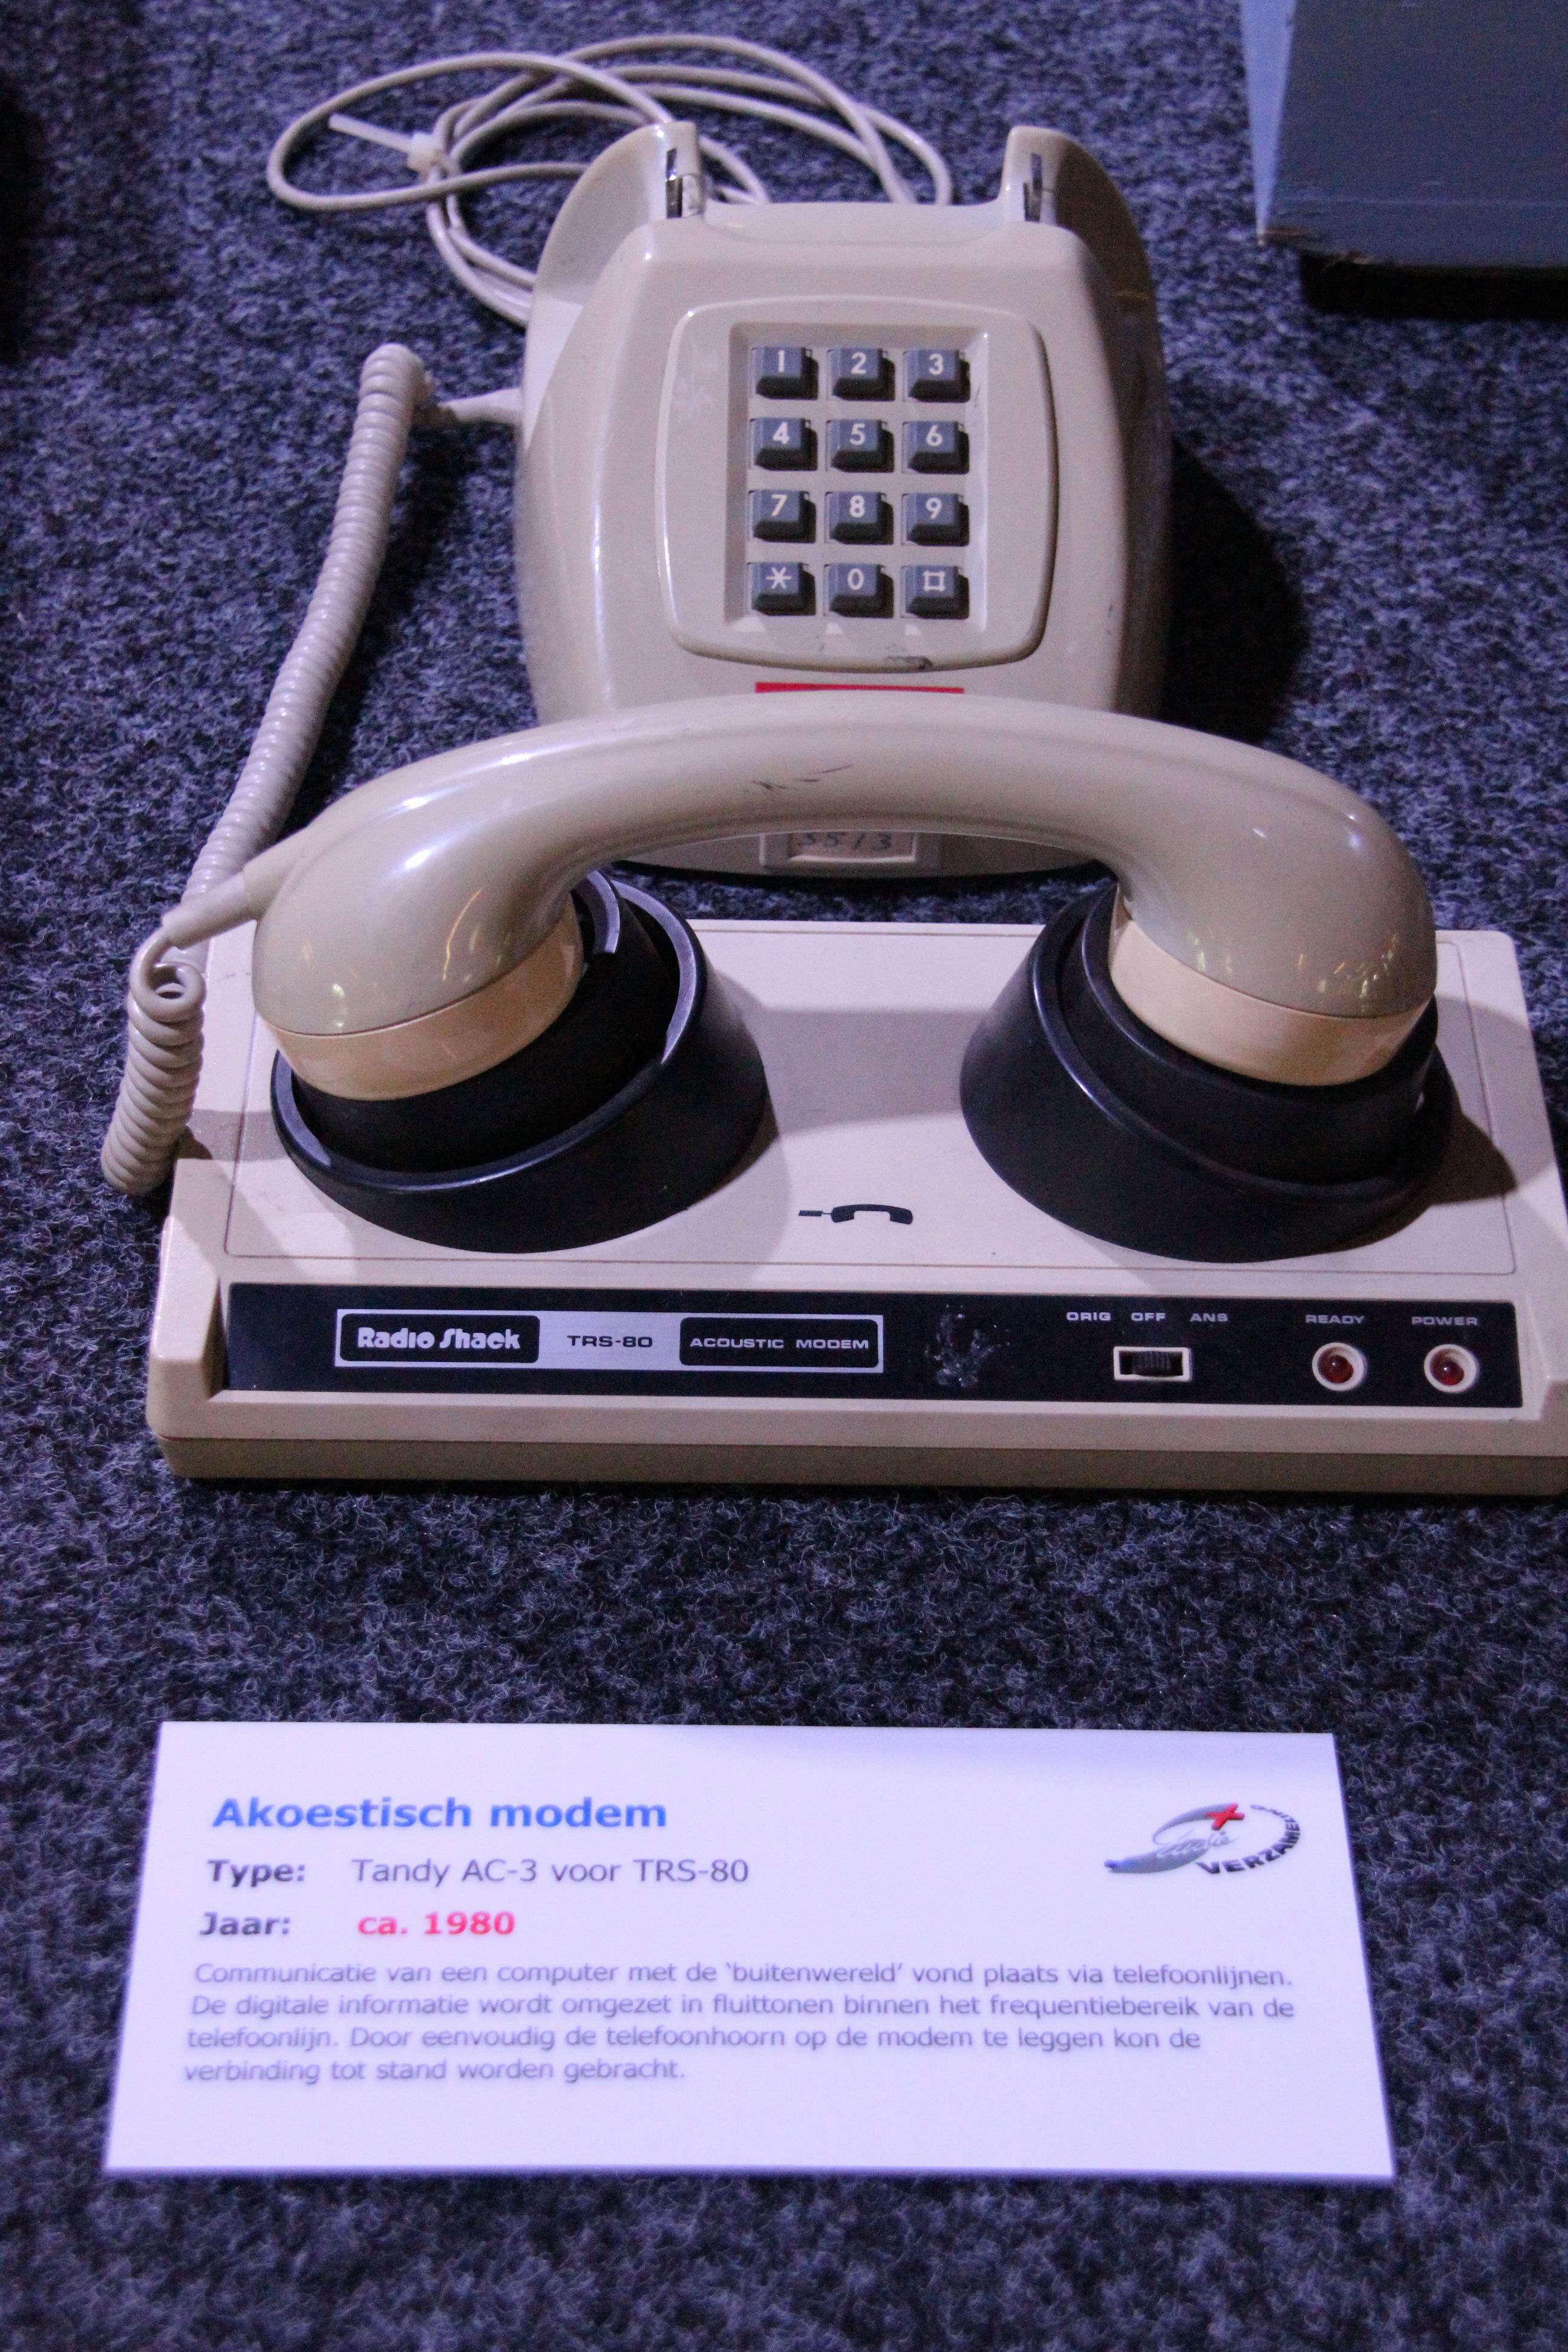 1 2 3
4 5 6
7 8 9
* 0 #
5513
ORIG OFF ANS READY POWER
Radio Shack TRS-80 ACOUSTIC MODEM
Akoestisch modem
Type: Tandy AC-3 voor TRS-80
Jaar: ca. 1980
Communicatie van een computer met de ‘buitenwereld’ vond plaats via telefoonlijnen.
De digitale informatie wordt omgezet in fluittonen binnen het frequentiebereik van de
telefoonlijn. Door eenvoudig de telefoonhoorn op de modem te leggen kon de
verbinding tot stand worden gebracht.